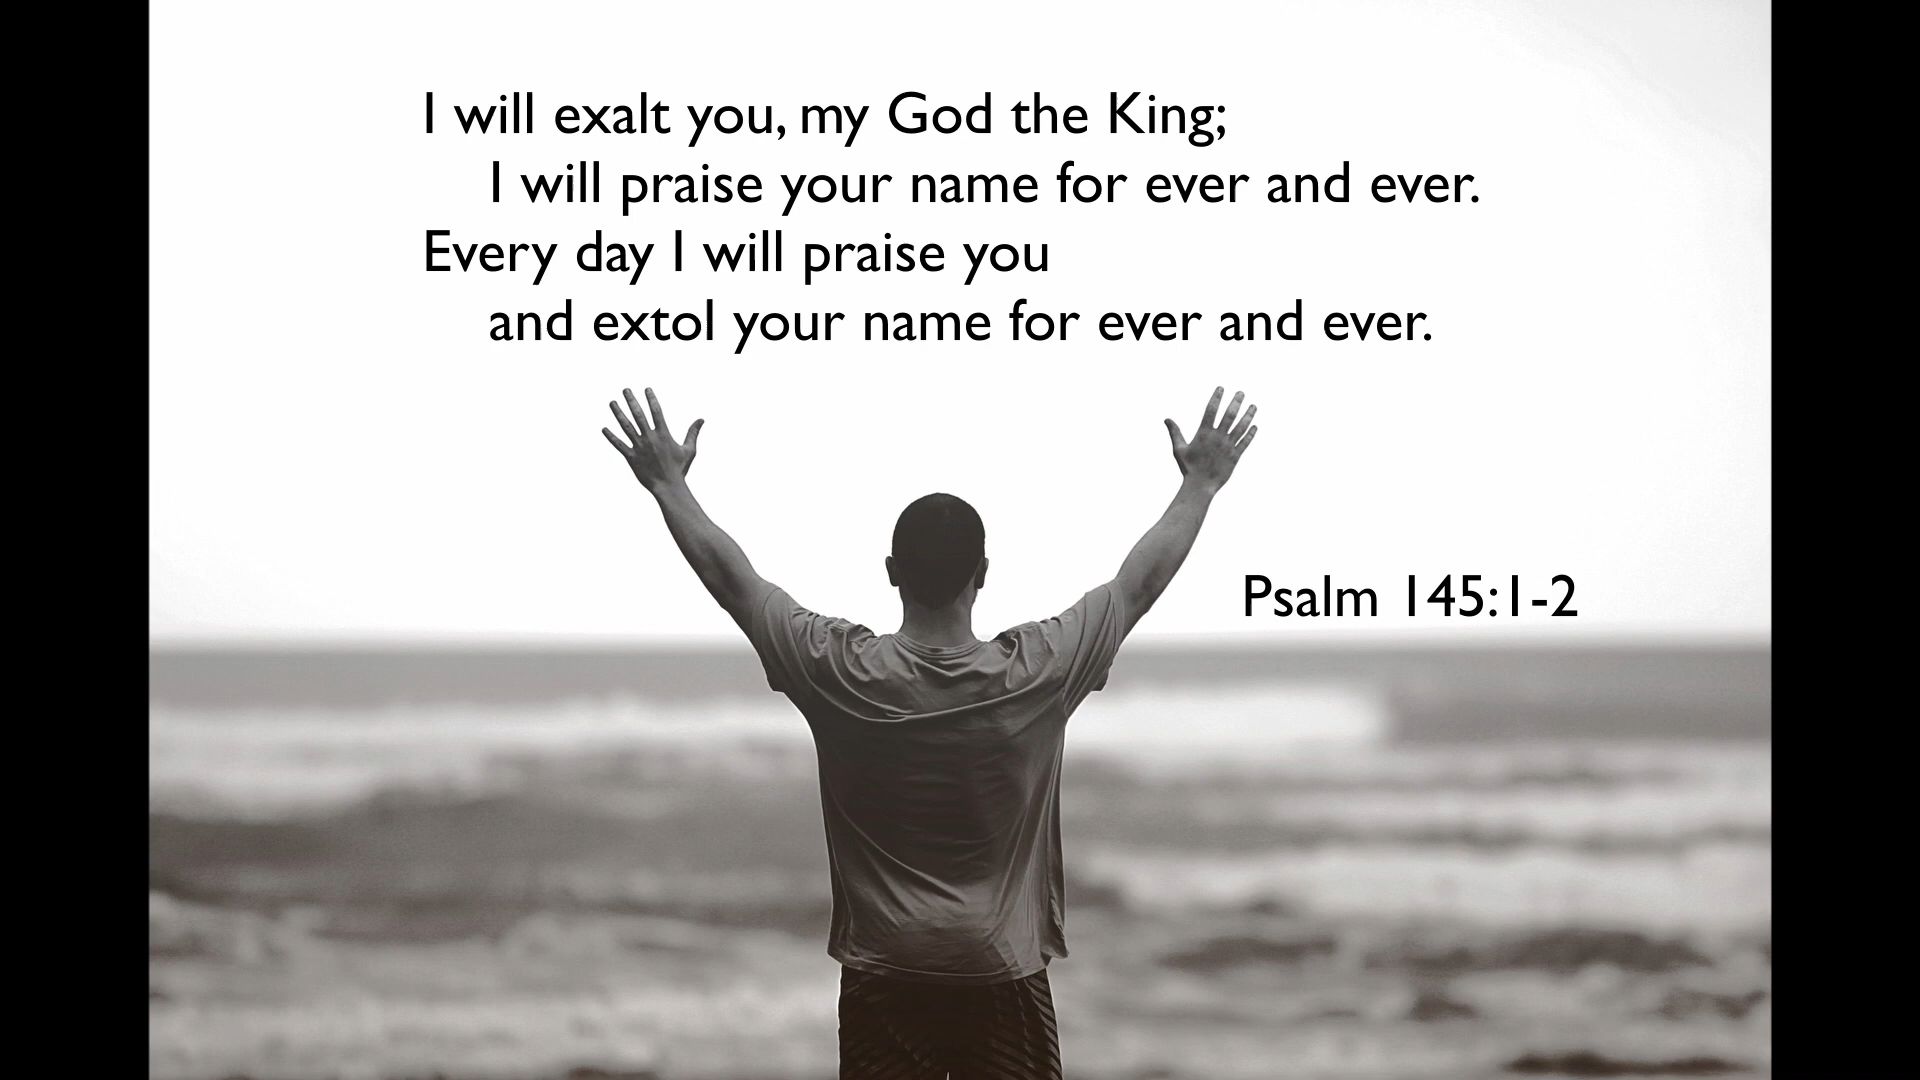 I will exalt you, my God the King;
I will praise your name for ever and ever.
Every day I will praise you
and extol your name for ever and ever.
Psalm 145:1-2